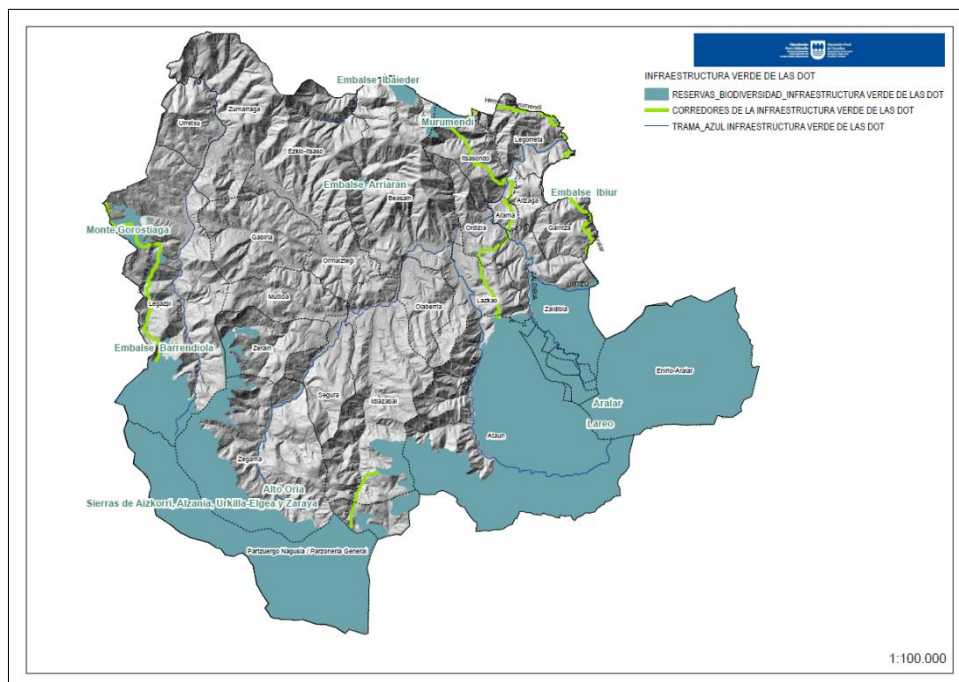 INFRAESTRUCTURA VERDE DE LAS DOT
RESERVAS_BIODIVERSIDAD_INFRAESTRUCTURA VERDE DE LAS DOT
CORREDORES DE LA INFRAESTRUCTURA VERDE DE LAS DOT
TRAMA_AZUL INFRAESTRUCTURA VERDE DE LAS DOT
Embalse Ibaieder
Zumarraga
Urretxu
Murumendi
Legorreta
Ezkio-Itsaso
Itsasondo
Embalse Arriaran
Beasain
Altzaga
Embalse Ibiur
Arama
Ordizia
Gaintza
Monte Gorostiaga
Gabiria
Ormaiztegi
Mutiloa
Legazpi
Olaberria
Lazkao
Zaldibia
Embalse Barrendiola
Zerain
Enirio-Aralar
Segura
Idiazabal
Aralar
Lareo
Ataun
Zegama
Alto Oria
Sierras de Aizkorri, Alzania, Urkilla-Elgea y Zaraya
Partzuergo Nagusia / Parzonería General
1:100.000